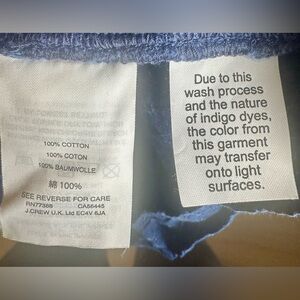 100% COTTON
100% COTON
100% BAUMWOLLE
綿 100%
SEE REVERSE FOR CARE
RN77388 CA56445
J.CREW U.K. Ltd EC4V 6JA
Due to this
wash process
and the nature
of indigo dyes,
the color from
this garment
may transfer
onto light
surfaces.